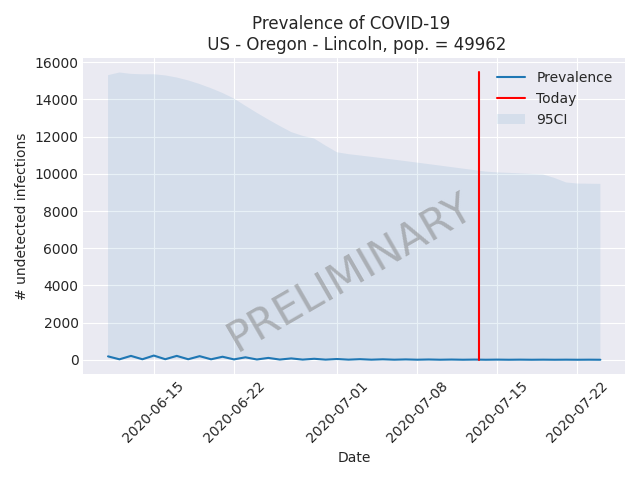 Prevalence of COVID-19
US - Oregon - Lincoln, pop. = 49962
16000
14000
12000
10000
8000
6000
4000
2000
0
# undetected infections
Prevalence
Today
95CI
PRELIMINARY
2020-06-15
2020-06-22
2020-07-01
2020-07-08
2020-07-15
2020-07-22
Date